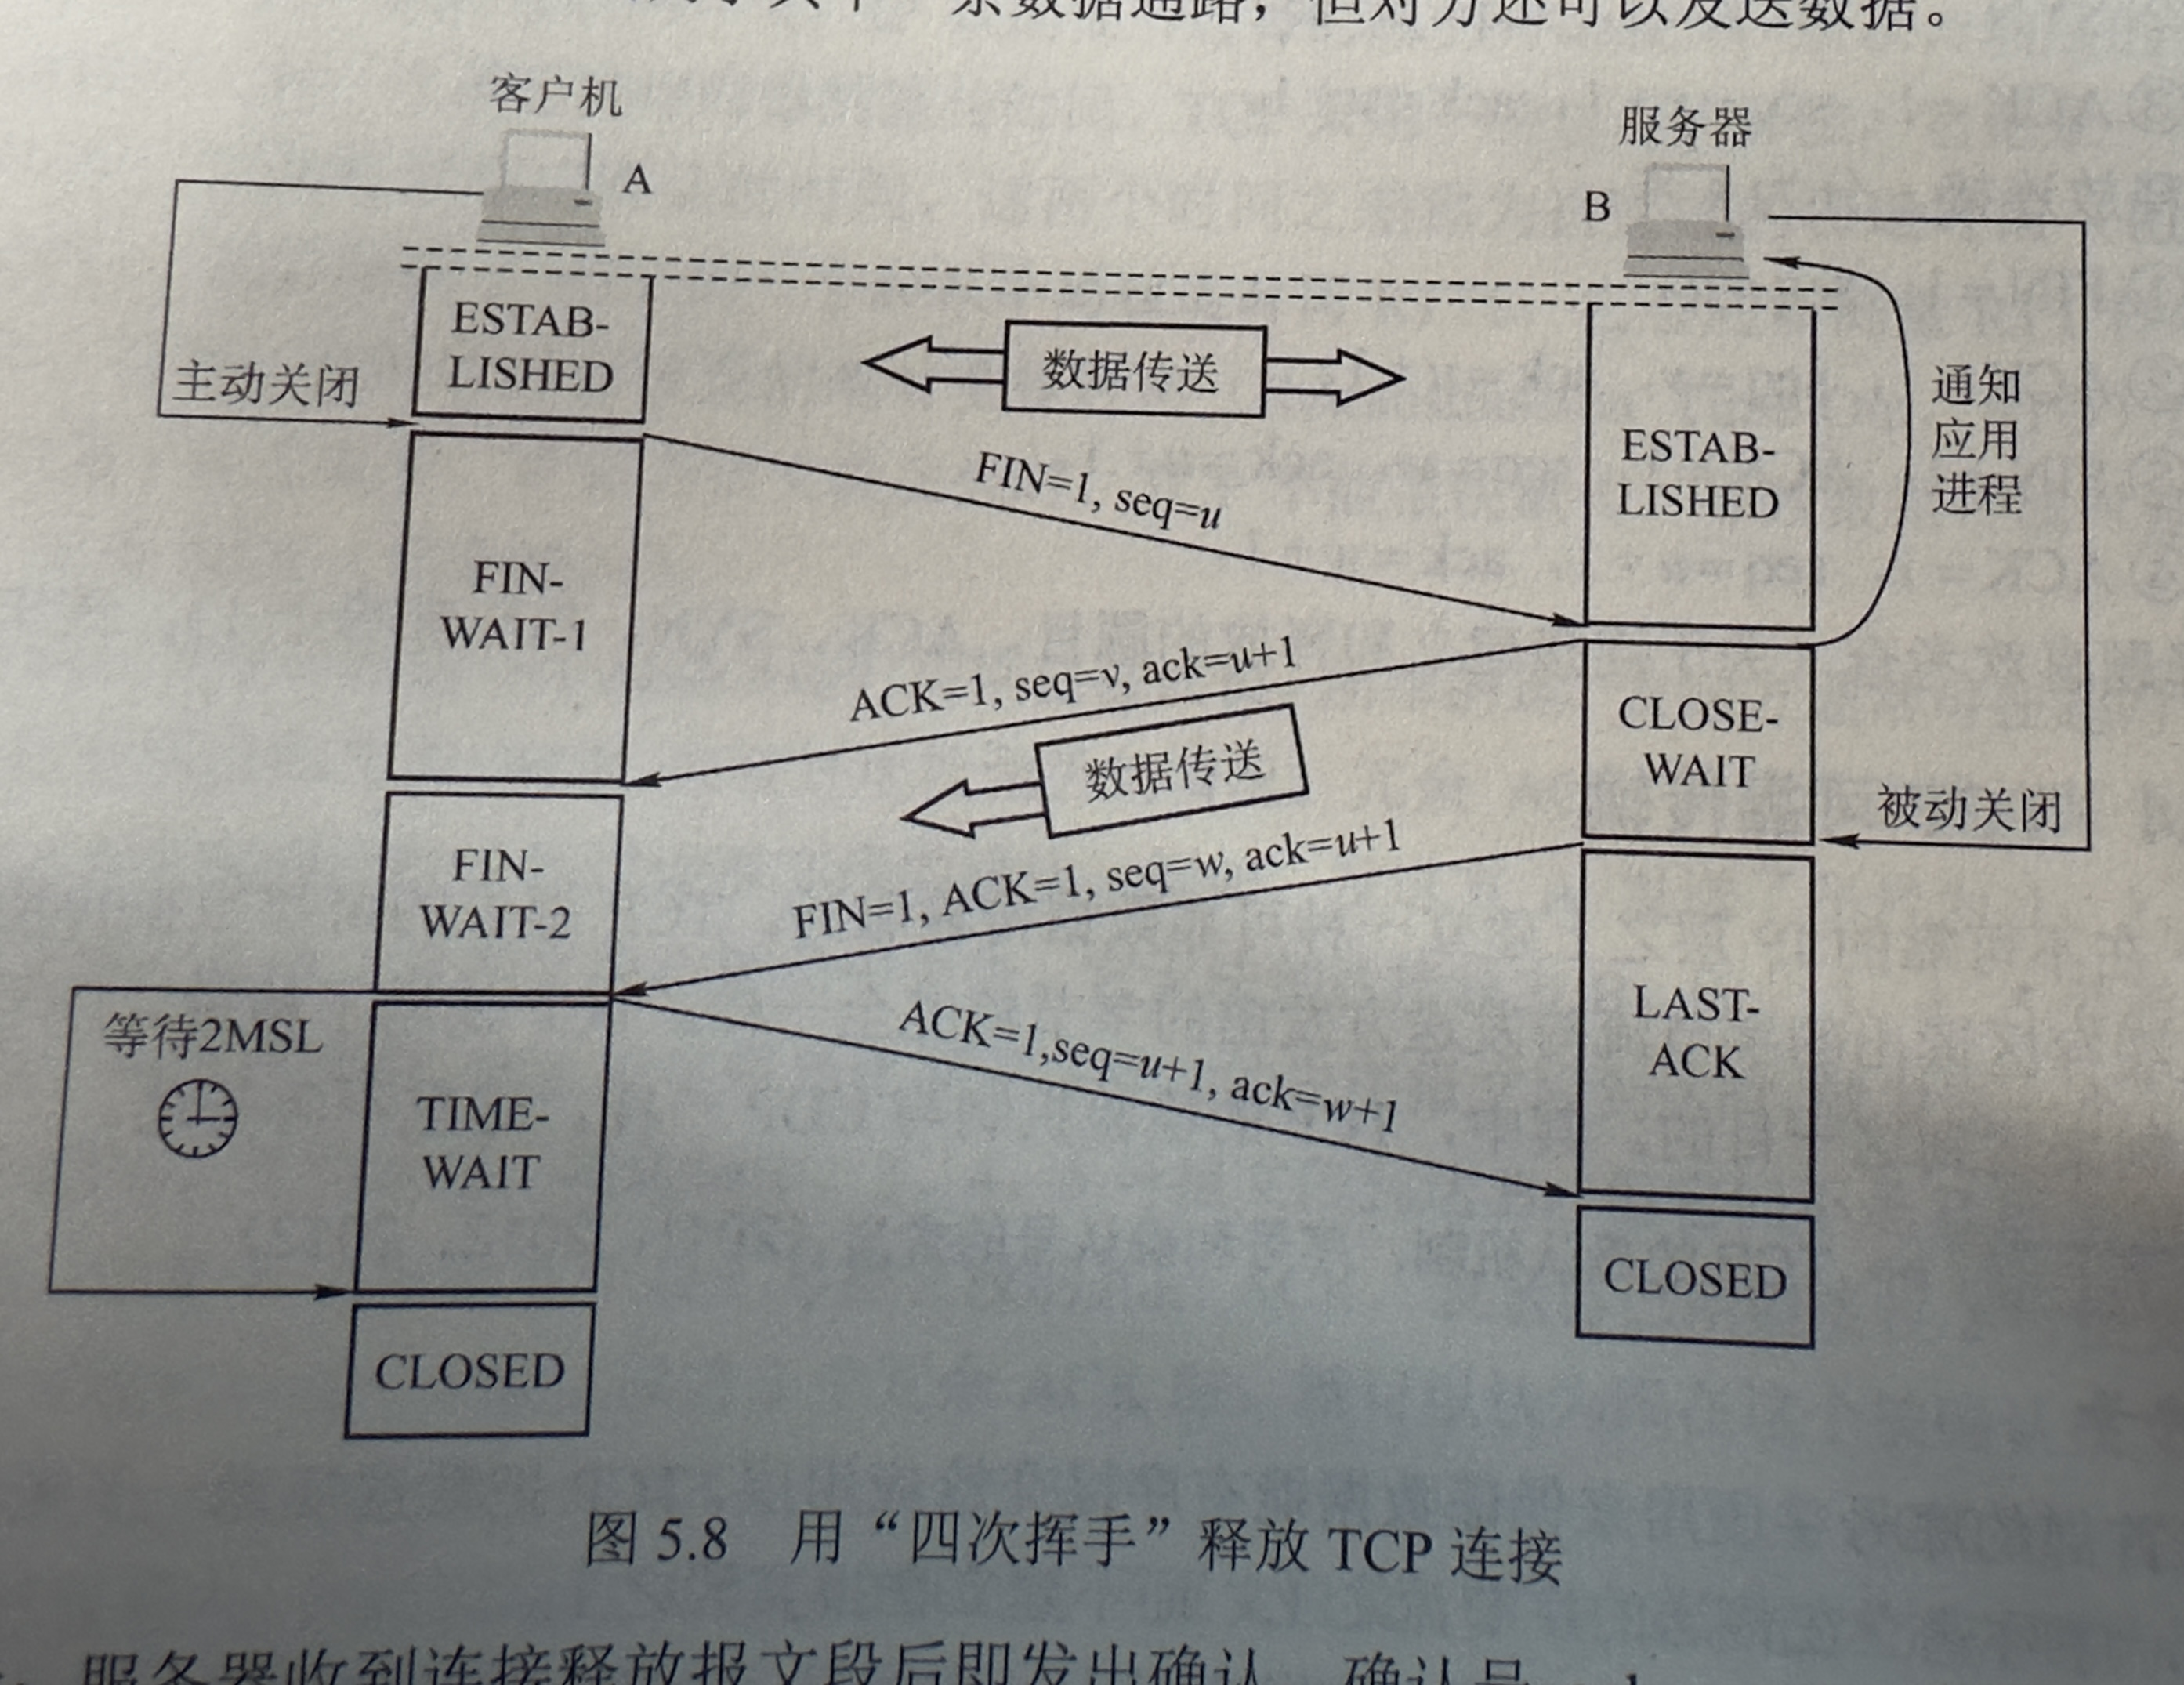 条数据通路，但对方还可以发送数据。
客户机
服务器
A
B
ESTAB-
LISHED
数据传送
主动关闭
ESTAB-
LISHED
通知
应用
进程
FIN=1, seq=u
FIN-
WAIT-1
ACK=1, seq=v, ack=u+1
CLOSE-
WAIT
数据传送
被动关闭
FIN-
WAIT-2
FIN=1, ACK=1, seq=w, ack=u+1
LAST-
ACK
等待2MSL
ACK=1,seq=u+1, ack=w+1
TIME-
WAIT
CLOSED
CLOSED
图 5.8 用“四次挥手”释放 TCP 连接
服务器收到连接释放报文段后即发出确认，确认号